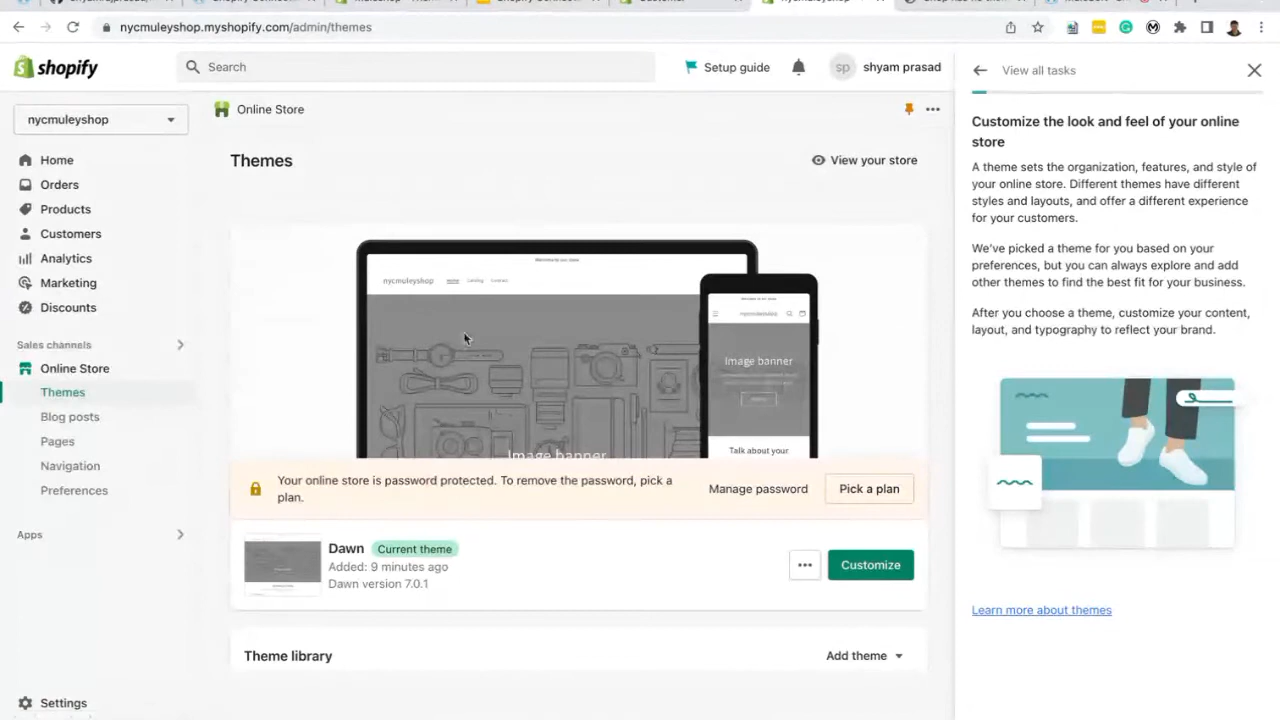 nycmuleyshop.myshopify.com/admin/themes
shopify
Search
Setup guide
sp
shyam prasad
View all tasks
nycmuleyshop
Online Store
Customize the look and feel of your online
store
Home
Themes
View your store
A theme sets the organization, features, and style of
your online store. Different themes have different
styles and layouts, and offer a different experience
for your customers.
Orders
Products
Customers
We've picked a theme for you based on your
preferences, but you can always explore and add
other themes to find the best fit for your business.
Analytics
Marketing
nycmuleyshop Home Catalog Contact
Discounts
After you choose a theme, customize your content,
layout, and typography to reflect your brand.
Sales channels
Image banner
Online Store
Themes
Blog posts
Pages
Talk about your
Image banner
Navigation
Your online store is password protected. To remove the password, pick a
plan.
Manage password
Pick a plan
Preferences
Apps
Dawn
Current theme
Added: 9 minutes ago
Dawn version 7.0.1
Customize
Learn more about themes
Theme library
Add theme
Settings